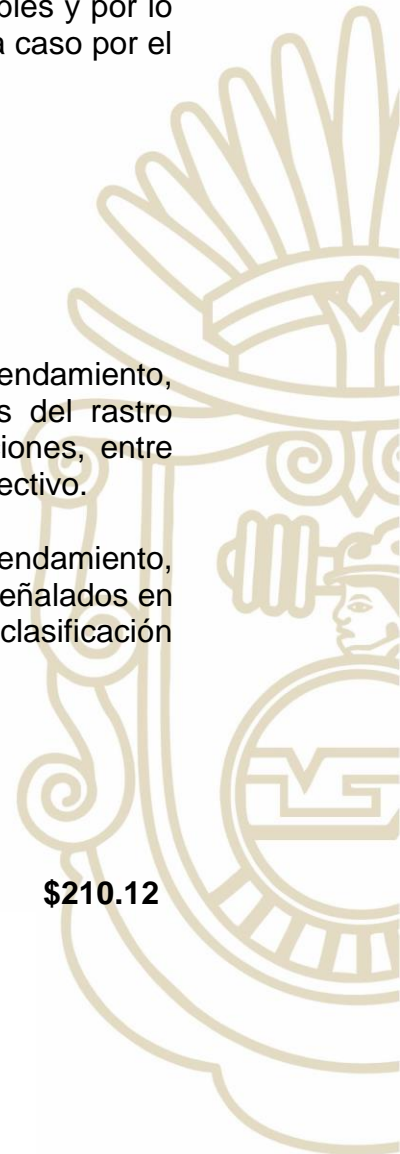 bles y por lo
a caso por el
endamiento,
s del rastro
iones, entre
ectivo.
endamiento,
eñalados en
clasificación
$210.12